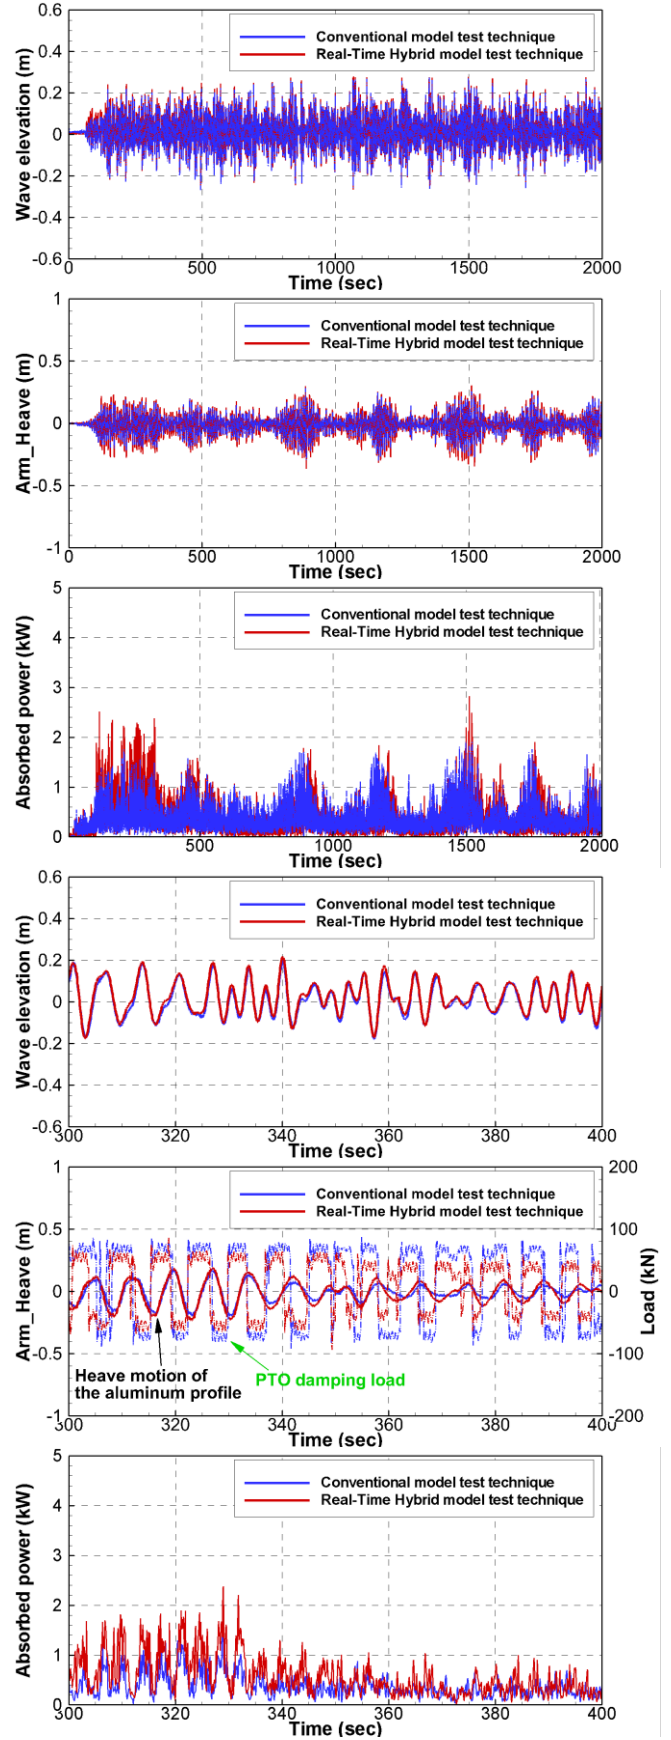 Conventional model test technique
Real-Time Hybrid model test technique
Wave elevation (m)
0.6
0.4
0.2
0
-0.2
-0.4
-0.6
0 500 1000 1500 2000
Time (sec)
Conventional model test technique
Real-Time Hybrid model test technique
Arm_Heave (m)
1
0.5
0
-0.5
-1
0 500 1000 1500 2000
Time (sec)
Conventional model test technique
Real-Time Hybrid model test technique
Absorbed power (kW)
5
4
3
2
1
0
500 1000 1500 2000
Time (sec)
Conventional model test technique
Real-Time Hybrid model test technique
Wave elevation (m)
0.6
0.4
0.2
0
-0.2
-0.4
-0.6
300 320 340 360 380 400
Time (sec)
Conventional model test technique
Real-Time Hybrid model test technique
Arm_Heave (m)
1
0.5
0
-0.5
-1
Load (kN)
200
100
0
-100
-200
Heave motion of
the aluminum profile
PTO damping load
300 320 340 360 380 400
Time (sec)
Conventional model test technique
Real-Time Hybrid model test technique
Absorbed power (kW)
5
4
3
2
1
0
300 320 340 360 380 400
Time (sec)